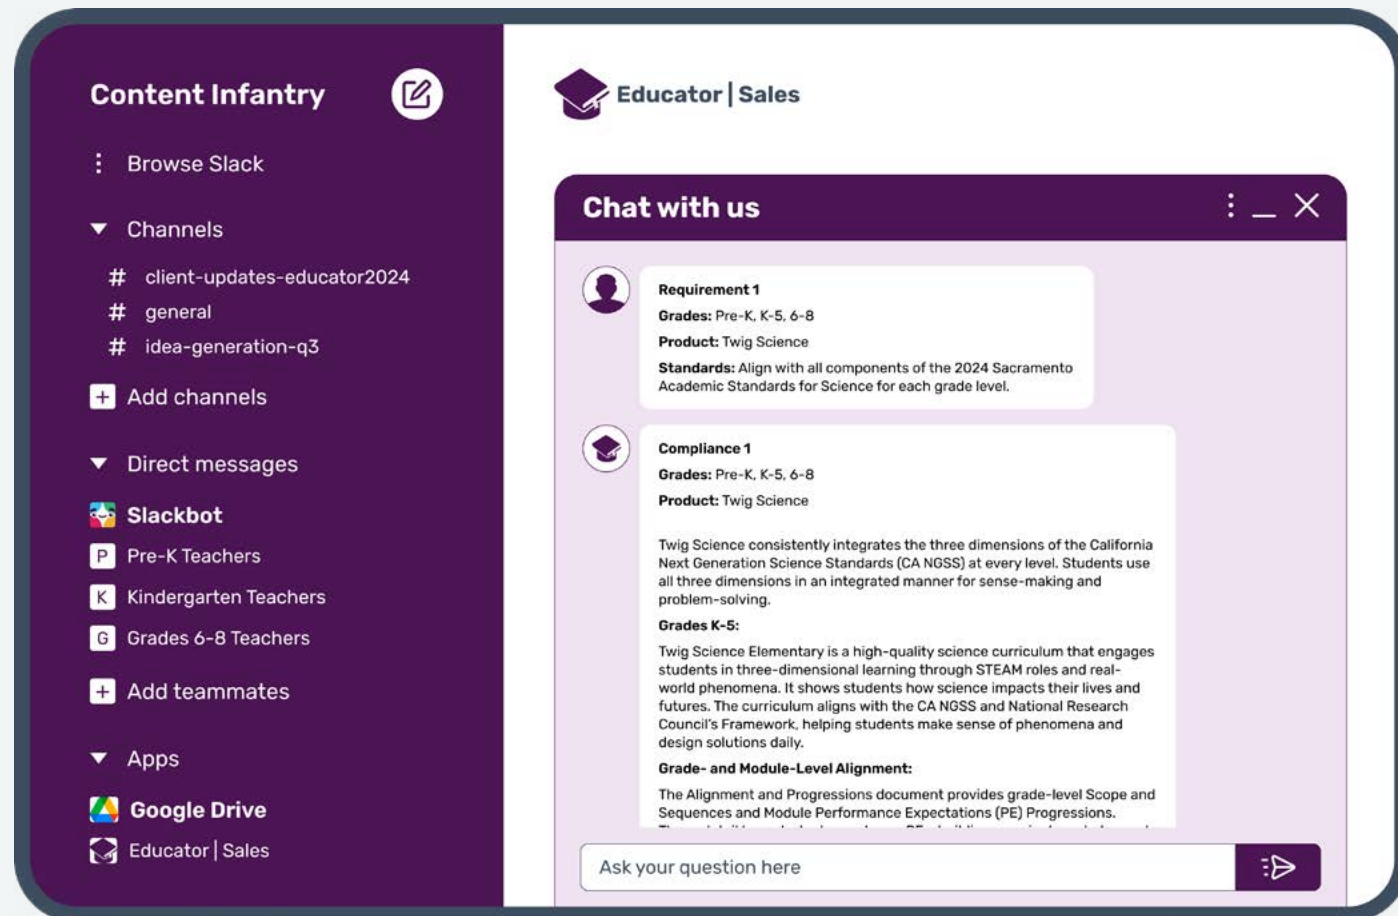 Content Infantry
Browse Slack
Channels
# client-updates-educator2024
# general
# idea-generation-q3
+ Add channels
Direct messages
Slackbot
P Pre-K Teachers
K Kindergarten Teachers
G Grades 6-8 Teachers
+ Add teammates
Apps
Google Drive
Educator | Sales
Educator | Sales
Chat with us
Requirement 1
Grades: Pre-K, K-5, 6-8
Product: Twig Science
Standards: Align with all components of the 2024 Sacramento
Academic Standards for Science for each grade level.
Compliance 1
Grades: Pre-K, K-5, 6-8
Product: Twig Science
Twig Science consistently integrates the three dimensions of the California
Next Generation Science Standards (CA NGSS) at every level. Students use
all three dimensions in an integrated manner for sense-making and
problem-solving.
Grades K-5:
Twig Science Elementary is a high-quality science curriculum that engages
students in three-dimensional learning through STEAM roles and real-
world phenomena. It shows students how science impacts their lives and
futures. The curriculum aligns with the CA NGSS and National Research
Council's Framework, helping students make sense of phenomena and
design solutions daily.
Grade- and Module-Level Alignment:
The Alignment and Progressions document provides grade-level Scope and
Sequences and Module Performance Expectations (PE) Progressions.
Ask your question here